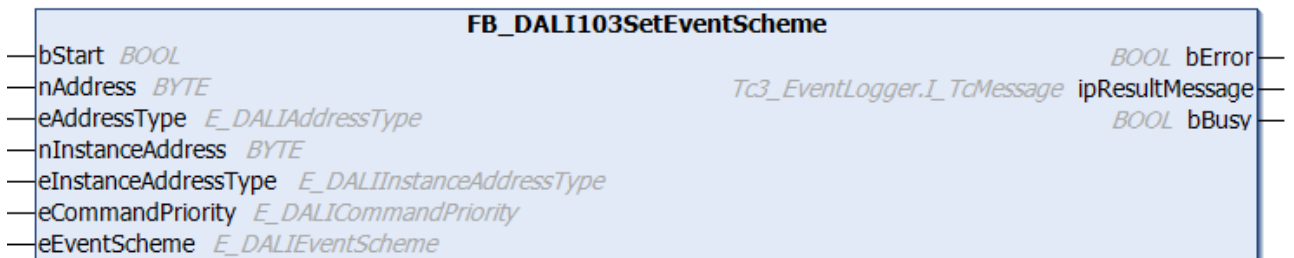 FB_DALI103SetEventScheme
bStart BOOL BOOL bError
nAddress BYTE Tc3_EventLogger.I_TcMessage ipResultMessage
eAddressType E_DALIAddressType BOOL bBusy
nInstanceAddress BYTE
eInstanceAddressType E_DALIInstanceAddressType
eCommandPriority E_DALICommandPriority
eEventScheme E_DALIEventScheme